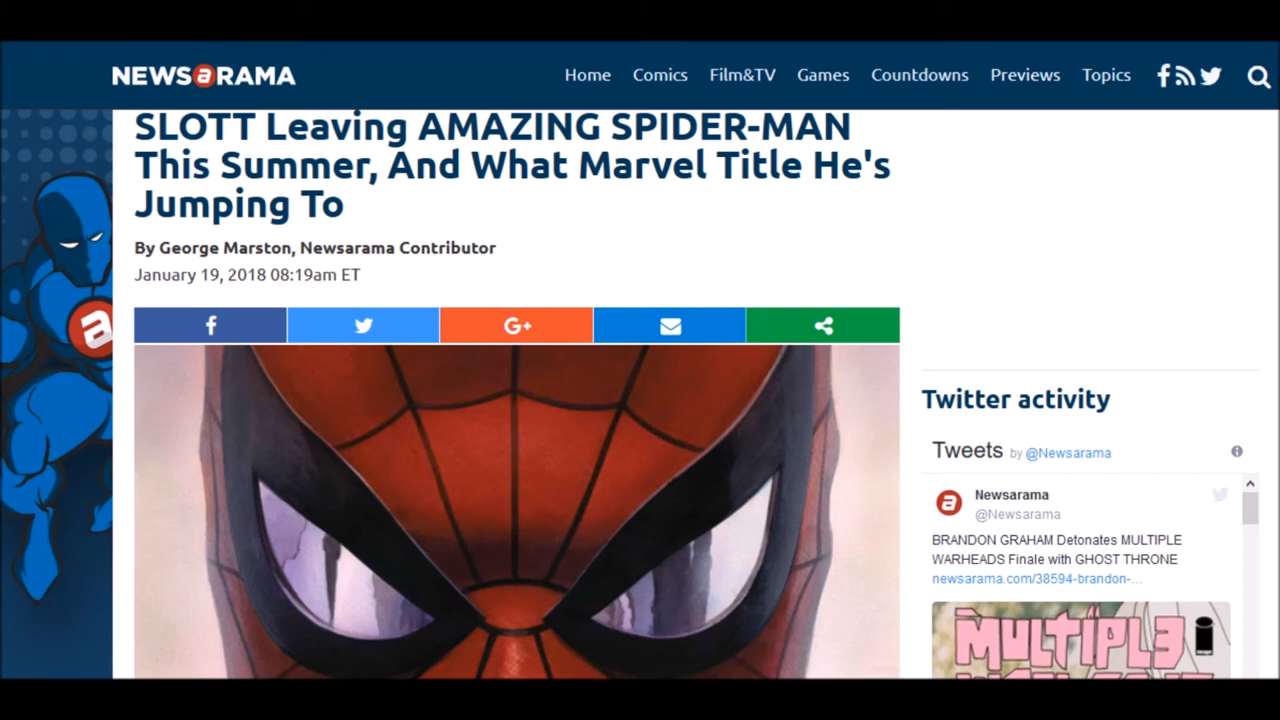 NEWSaRAMA
Home Comics Film&TV Games Countdowns Previews Topics
SLOTT Leaving AMAZING SPIDER-MAN
This Summer, And What Marvel Title He's
Jumping To
By George Marston, Newsarama Contributor
January 19, 2018 08:19am ET
G+
Twitter activity
Tweets by @Newsarama
Newsarama
@Newsarama
BRANDON GRAHAM Detonates MULTIPLE
WARHEADS Finale with GHOST THRONE
newsarama.com/38594-brandon-...
MULTIPLE